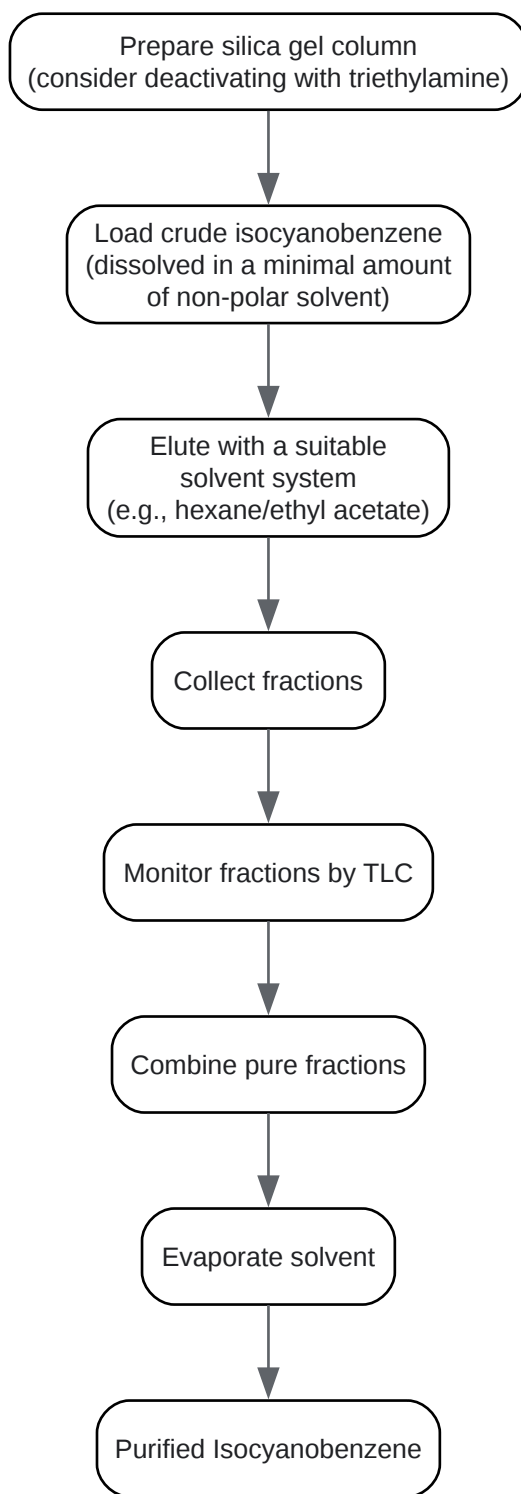 Prepare silica gel column
(consider deactivating with triethylamine)
Load crude isocyanobenzene
(dissolved in a minimal amount
of non-polar solvent)
Elute with a suitable
solvent system
(e.g., hexane/ethyl acetate)
Collect fractions
Monitor fractions by TLC
Combine pure fractions
Evaporate solvent
Purified Isocyanobenzene